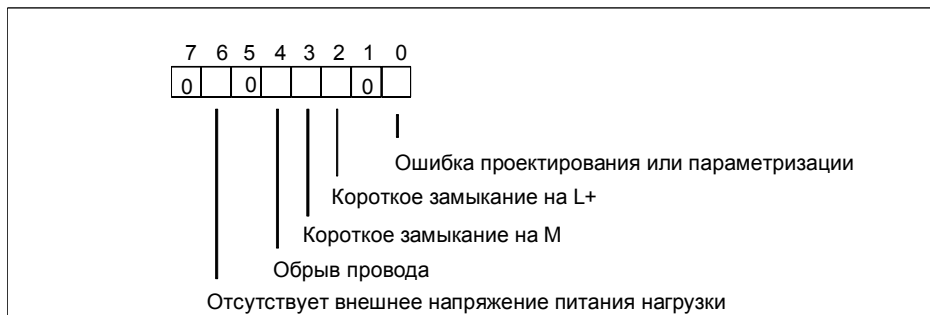 7 6 5 4 3 2 1 0
0 0 0
Ошибка проектирования или параметризации
Короткое замыкание на L+
Короткое замыкание на M
Обрыв провода
Отсутствует внешнее напряжение питания нагрузки